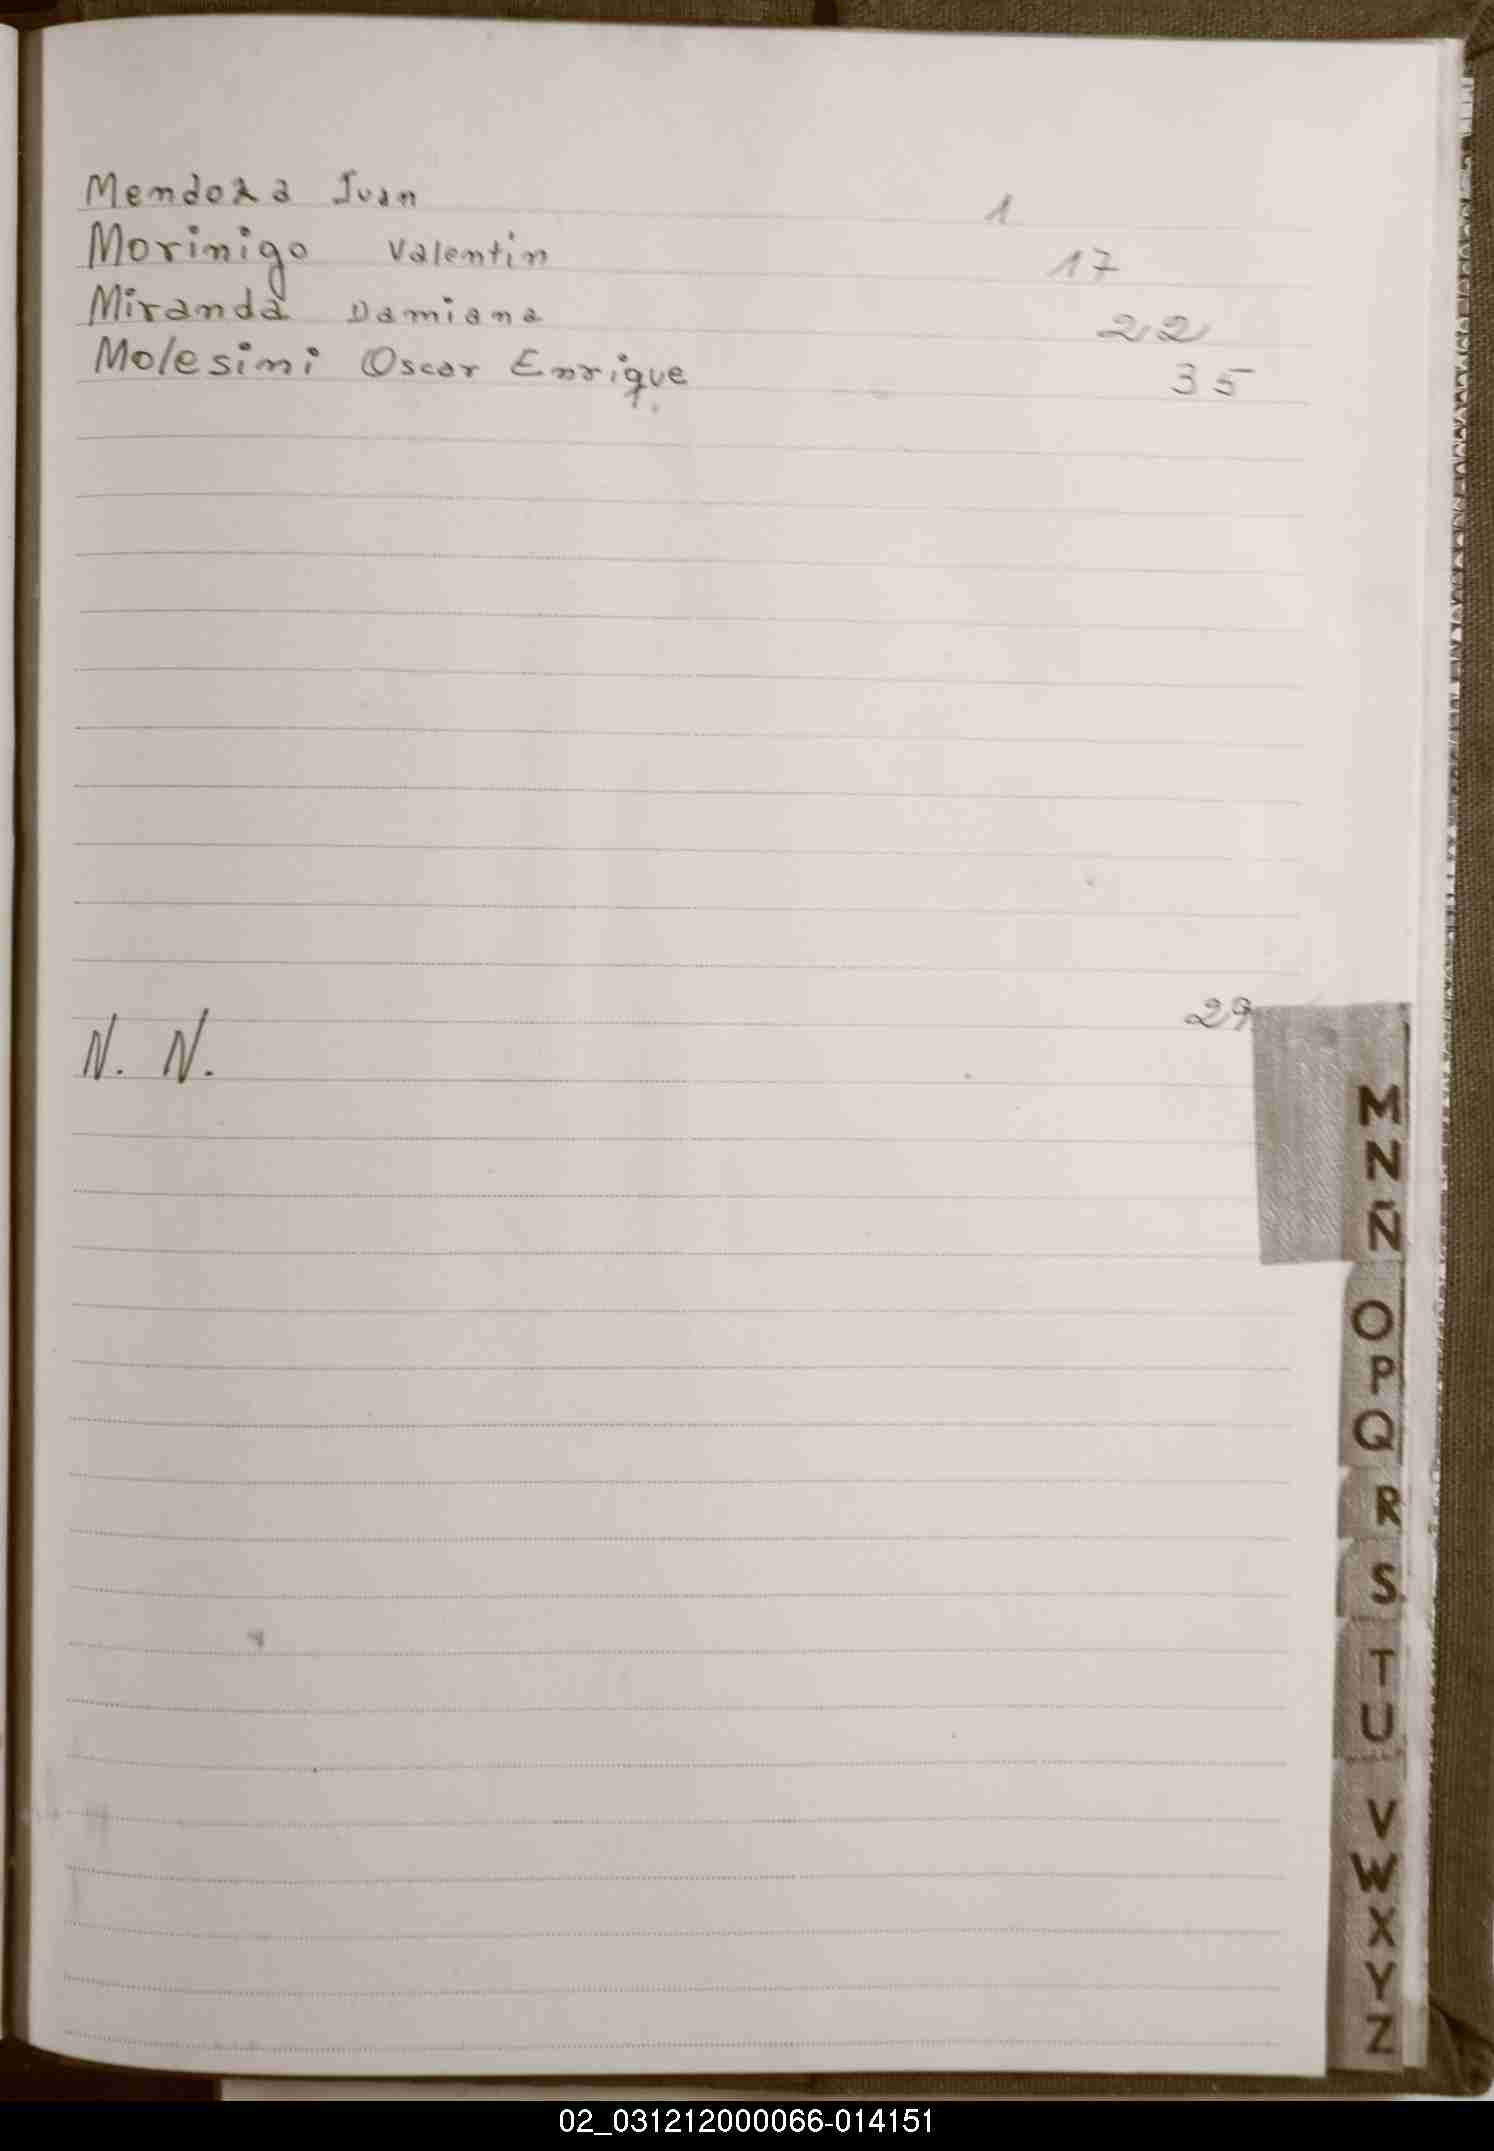 Mendoza Juan 1
Morinigo Valentin 17
Miranda Damiana 22
Molesini Oscar Enrique 35
N. N. 29
M
N
Ñ
O
P
Q
R
S
T
U
V
W
X
Y
Z
02_031212000066-014151